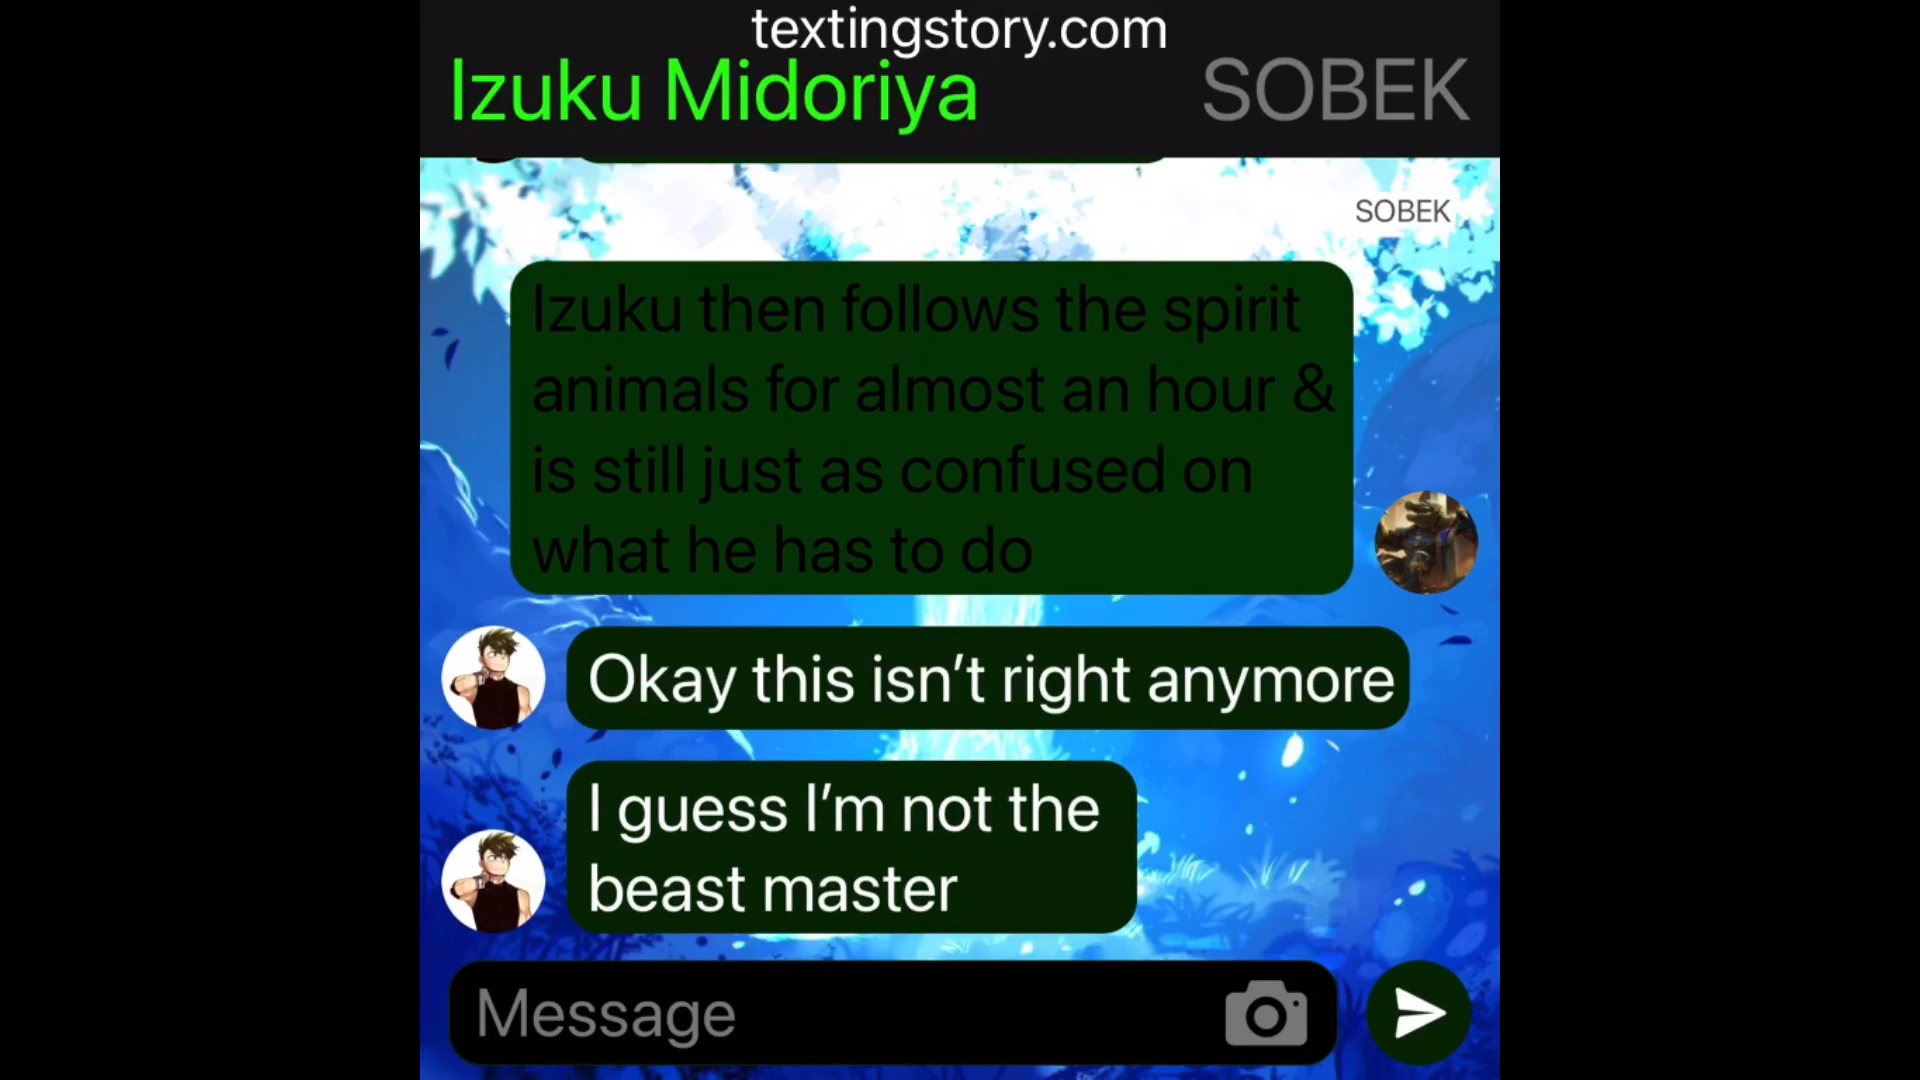 textingstory.com
Izuku Midoriya SOBEK
SOBEK
Izuku then follows the spirit
animals for almost an hour &
is still just as confused on
what he has to do
Okay this isn’t right anymore
I guess I’m not the
beast master
Message